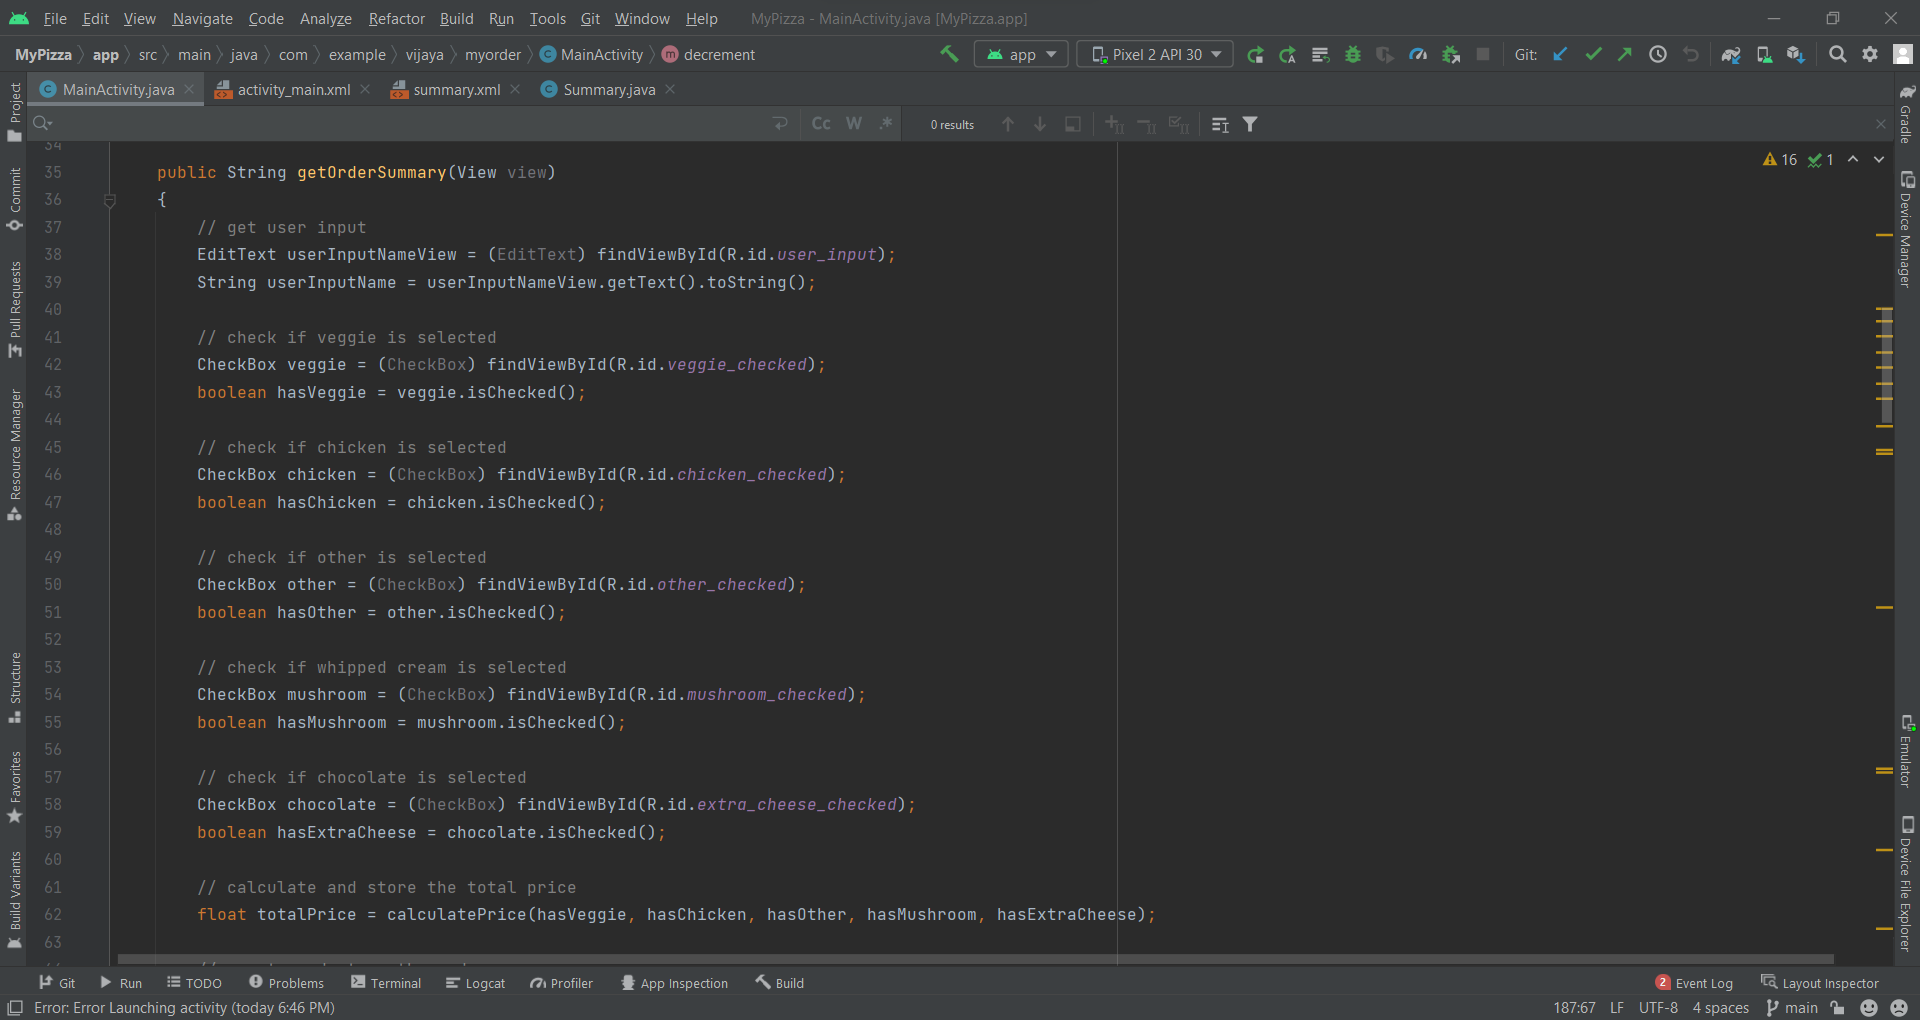 File Edit View Navigate Code Analyze Refactor Build Run Tools Git Window Help MyPizza - MainActivity.java [MyPizza.app]
MyPizza app src main java com example vijaya myorder C MainActivity m decrement app Pixel 2 API 30 Git:
C MainActivity.java activity_main.xml summary.xml C Summary.java
Cc W .* 0 results
34
35 public String getOrderSummary(View view)
36 {
37 // get user input
38 EditText userInputNameView = (EditText) findViewById(R.id.user_input);
39 String userInputName = userInputNameView.getText().toString();
40
41 // check if veggie is selected
42 CheckBox veggie = (CheckBox) findViewById(R.id.veggie_checked);
43 boolean hasVeggie = veggie.isChecked();
44
45 // check if chicken is selected
46 CheckBox chicken = (CheckBox) findViewById(R.id.chicken_checked);
47 boolean hasChicken = chicken.isChecked();
48
49 // check if other is selected
50 CheckBox other = (CheckBox) findViewById(R.id.other_checked);
51 boolean hasOther = other.isChecked();
52
53 // check if whipped cream is selected
54 CheckBox mushroom = (CheckBox) findViewById(R.id.mushroom_checked);
55 boolean hasMushroom = mushroom.isChecked();
56
57 // check if chocolate is selected
58 CheckBox chocolate = (CheckBox) findViewById(R.id.extra_cheese_checked);
59 boolean hasExtraCheese = chocolate.isChecked();
60
61 // calculate and store the total price
62 float totalPrice = calculatePrice(hasVeggie, hasChicken, hasOther, hasMushroom, hasExtraCheese);
63
16 1
Project
Commit
Pull Requests
Resource Manager
Structure
Favorites
Build Variants
Gradle
Device Manager
Emulator
Device File Explorer
Git Run TODO Problems Terminal Logcat Profiler App Inspection Build 2 Event Log Layout Inspector
Error: Error Launching activity (today 6:46 PM) 187:67 LF UTF-8 4 spaces main